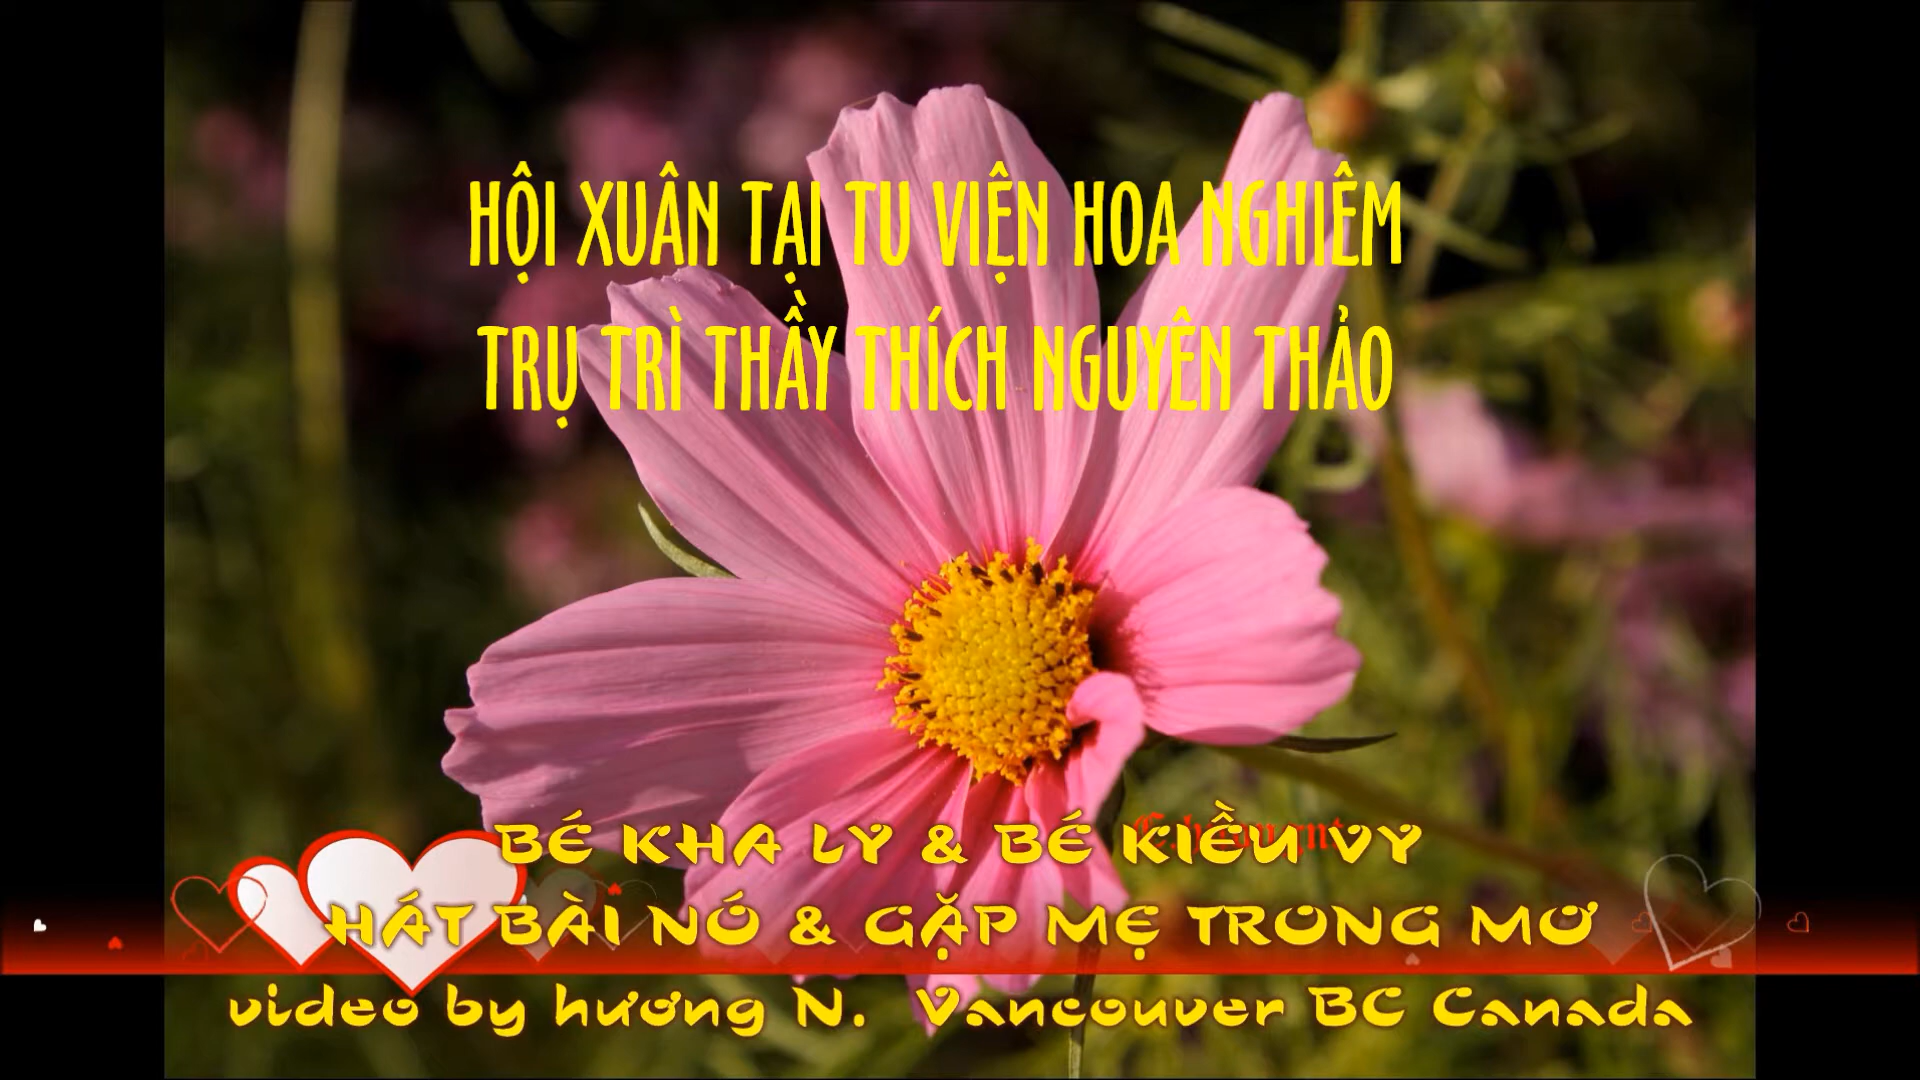 HỘI XUÂN TẠI TU VIỆN HOA NGHIÊM
TRỤ TRÌ THẦY THÍCH NGUYÊN THẢO
BÉ KHA LY & BÉ KIỀU VY
HÁT BÀI NÓ & GẶP MẸ TRONG MƠ
video by hương N. Vancouver BC Canada